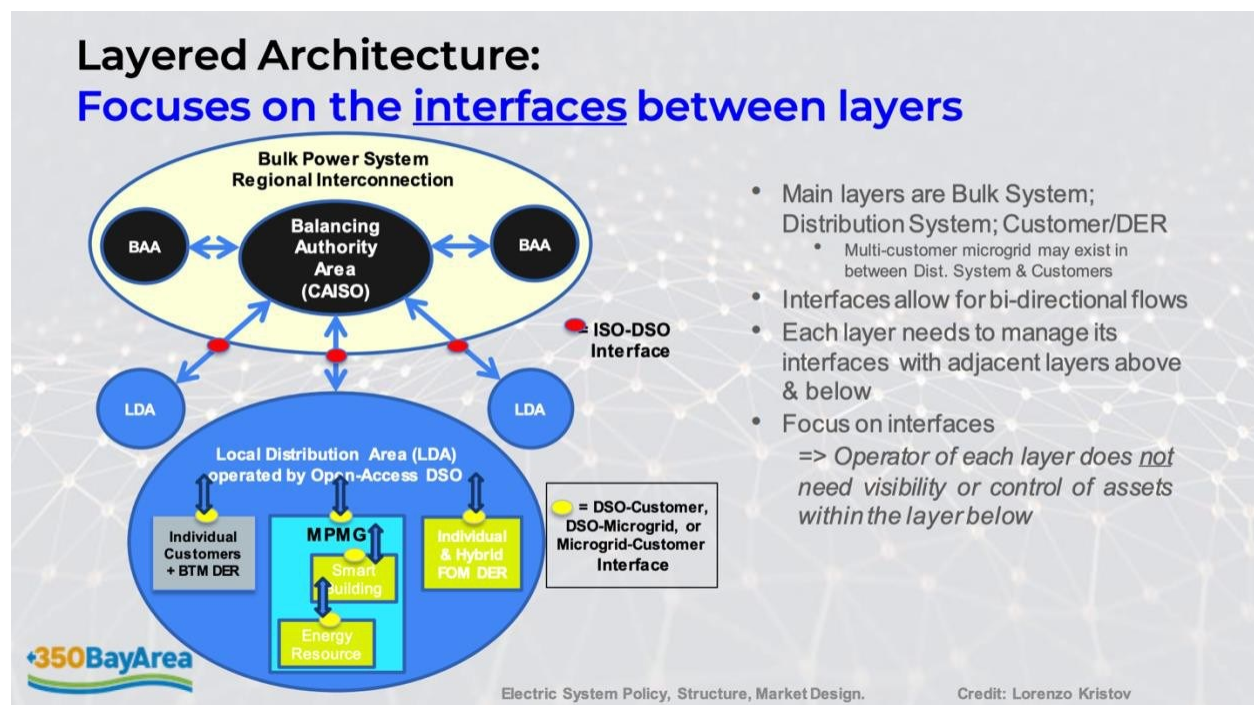 Layered Architecture:
Focuses on the interfaces between layers
Bulk Power System
Regional Interconnection
BAA
Balancing
Authority
Area
(CAISO)
BAA
= ISO-DSO
Interface
LDA
LDA
Local Distribution Area (LDA)
operated by Open-Access DSO
Individual
Customers
+ BTM DER
MPMG
Smart
Building
Energy
Resource
Individual
& Hybrid
FOM DER
= DSO-Customer,
DSO-Microgrid, or
Microgrid-Customer
Interface
• Main layers are Bulk System;
Distribution System; Customer/DER
• Multi-customer microgrid may exist in
between Dist. System & Customers
• Interfaces allow for bi-directional flows
• Each layer needs to manage its
interfaces with adjacent layers above
& below
• Focus on interfaces
=> Operator of each layer does not
need visibility or control of assets
within the layer below
350BayArea
Electric System Policy, Structure, Market Design.
Credit: Lorenzo Kristov